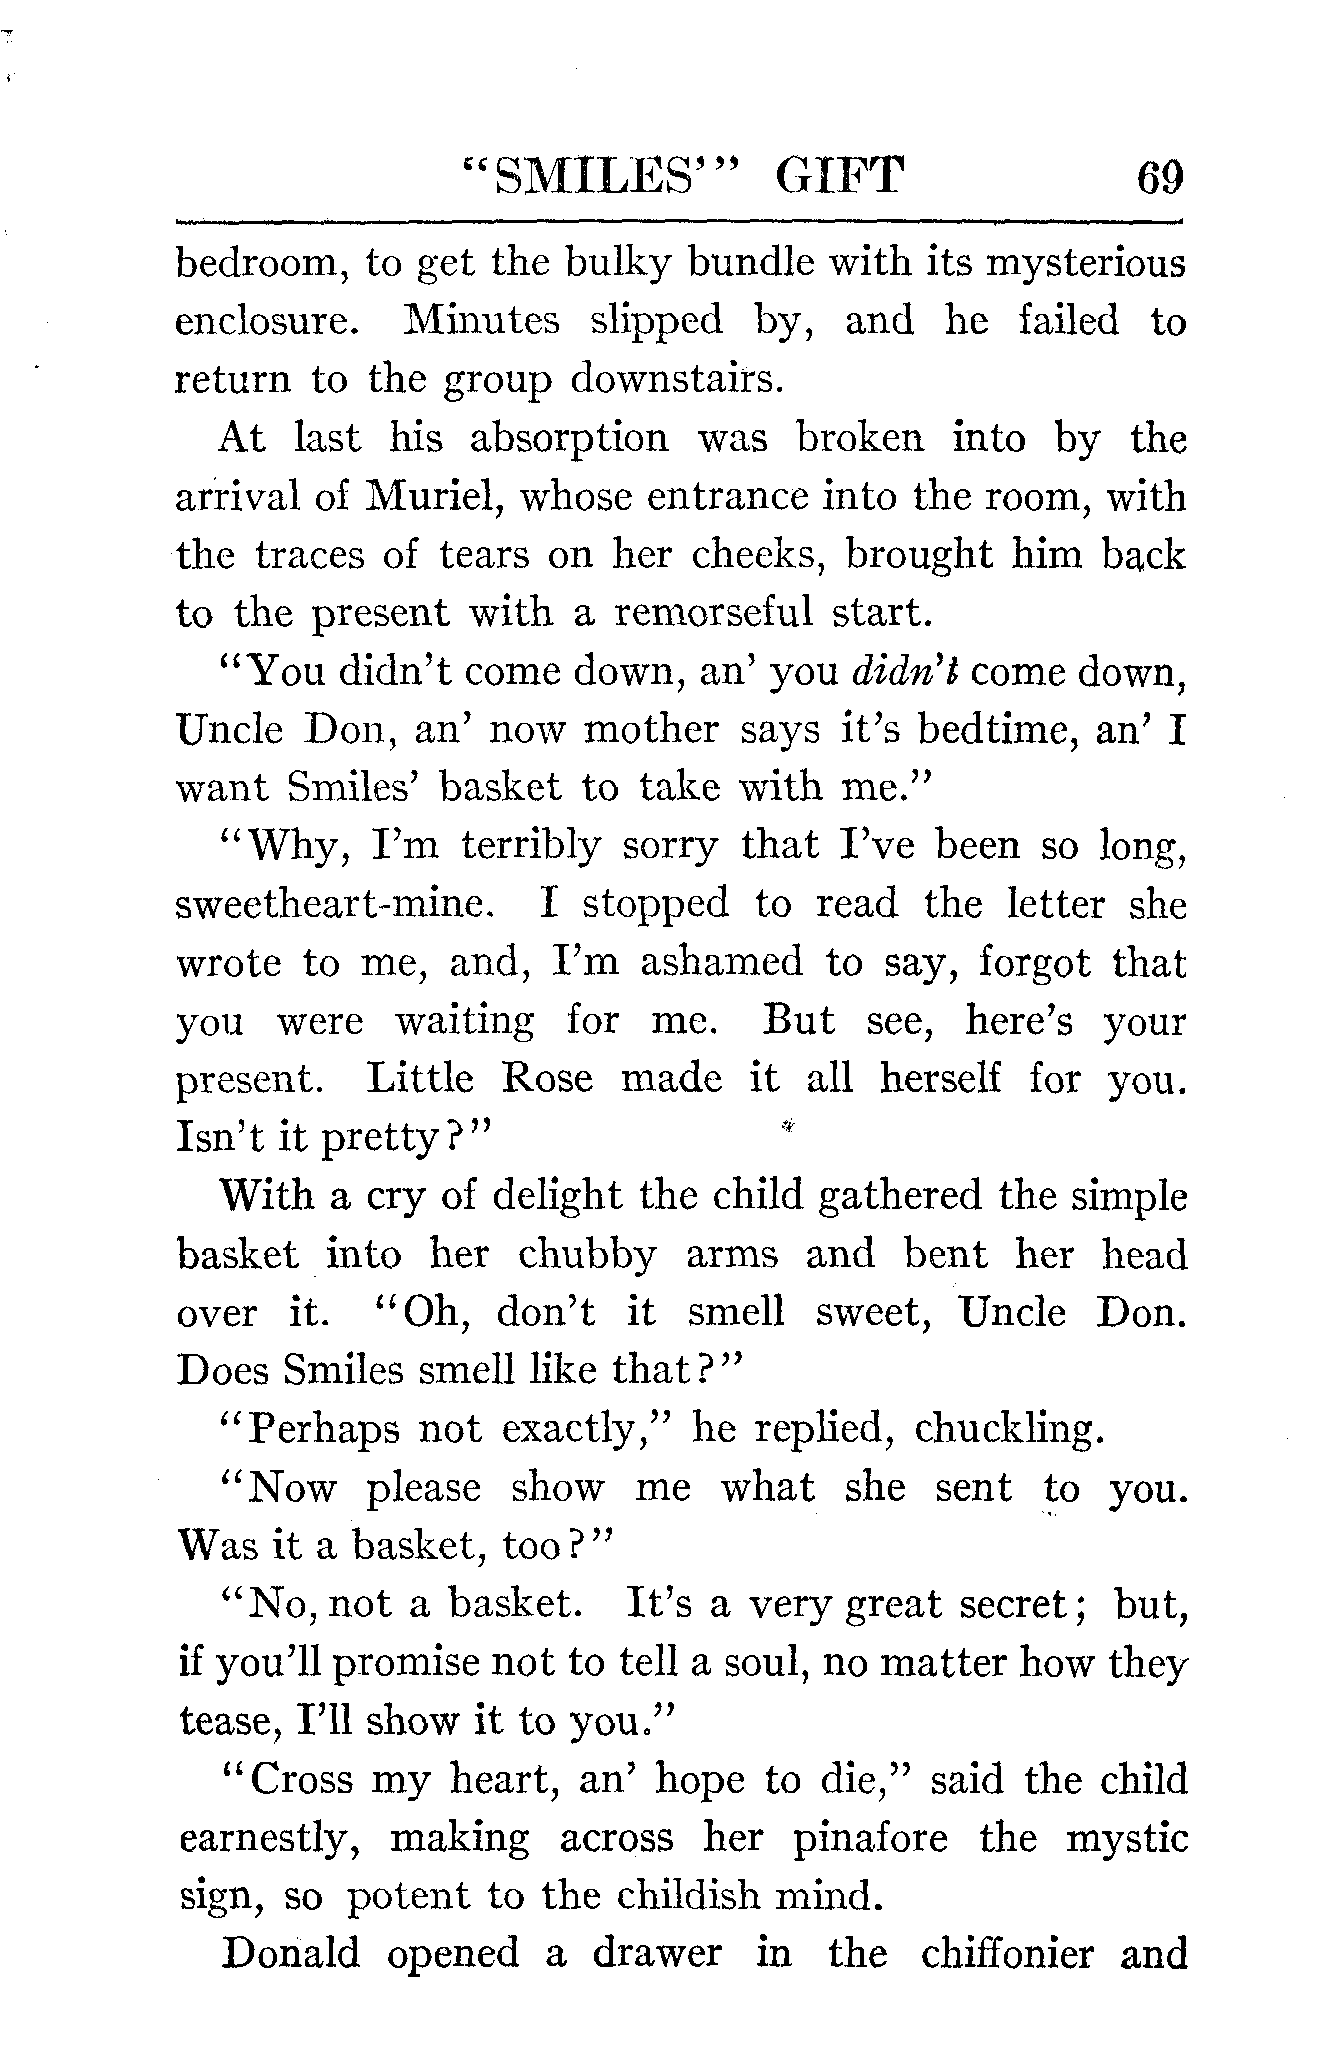 "SMILES'" GIFT 69
bedroom, to get the bulky bundle with its mysterious
enclosure. Minutes slipped by, and he failed to
return to the group downstairs.
At last his absorption was broken into by the
arrival of Muriel, whose entrance into the room, with
the traces of tears on her cheeks, brought him back
to the present with a remorseful start.
"You didn't come down, an' you didn't come down,
Uncle Don, an' now mother says it's bedtime, an' I
want Smiles' basket to take with me."
"Why, I'm terribly sorry that I've been so long,
sweetheart-mine. I stopped to read the letter she
wrote to me, and, I'm ashamed to say, forgot that
you were waiting for me. But see, here's your
present. Little Rose made it all herself for you.
Isn't it pretty?"
With a cry of delight the child gathered the simple
basket into her chubby arms and bent her head
over it. "Oh, don't it smell sweet, Uncle Don.
Does Smiles smell like that?"
"Perhaps not exactly," he replied, chuckling.
"Now please show me what she sent to you.
Was it a basket, too?"
"No, not a basket. It's a very great secret; but,
if you'll promise not to tell a soul, no matter how they
tease, I'll show it to you."
"Cross my heart, an' hope to die," said the child
earnestly, making across her pinafore the mystic
sign, so potent to the childish mind.
Donald opened a drawer in the chiffonier and